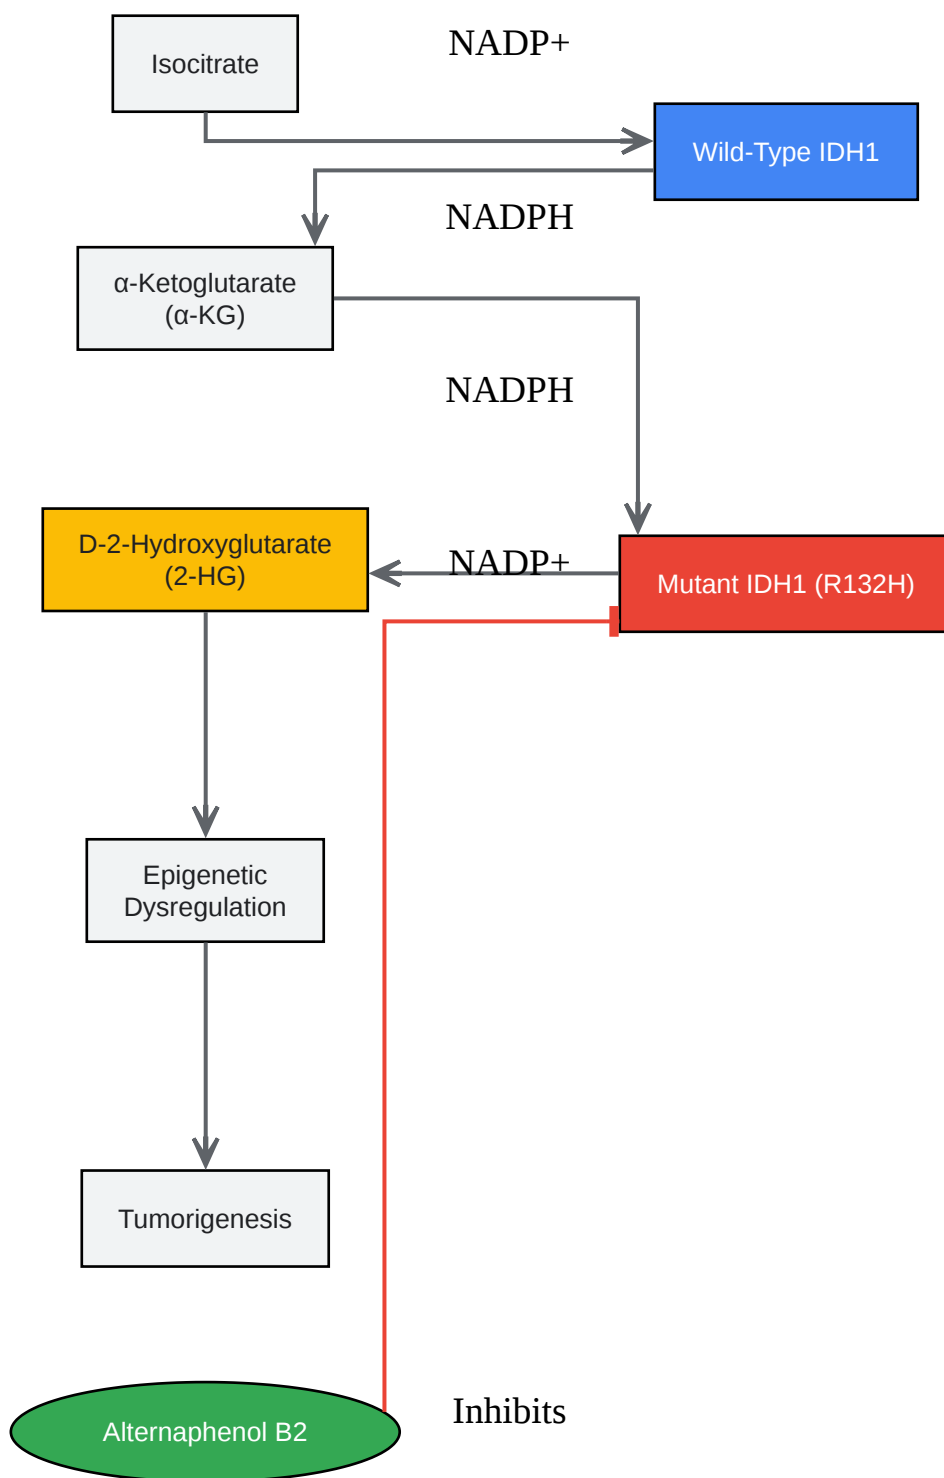 Isocitrate
NADP+
Wild-Type IDH1
NADPH
α-Ketoglutarate
(α-KG)
NADPH
D-2-Hydroxyglutarate
(2-HG)
NADP+
Mutant IDH1 (R132H)
Epigenetic
Dysregulation
Tumorigenesis
Alternaphenol B2
Inhibits